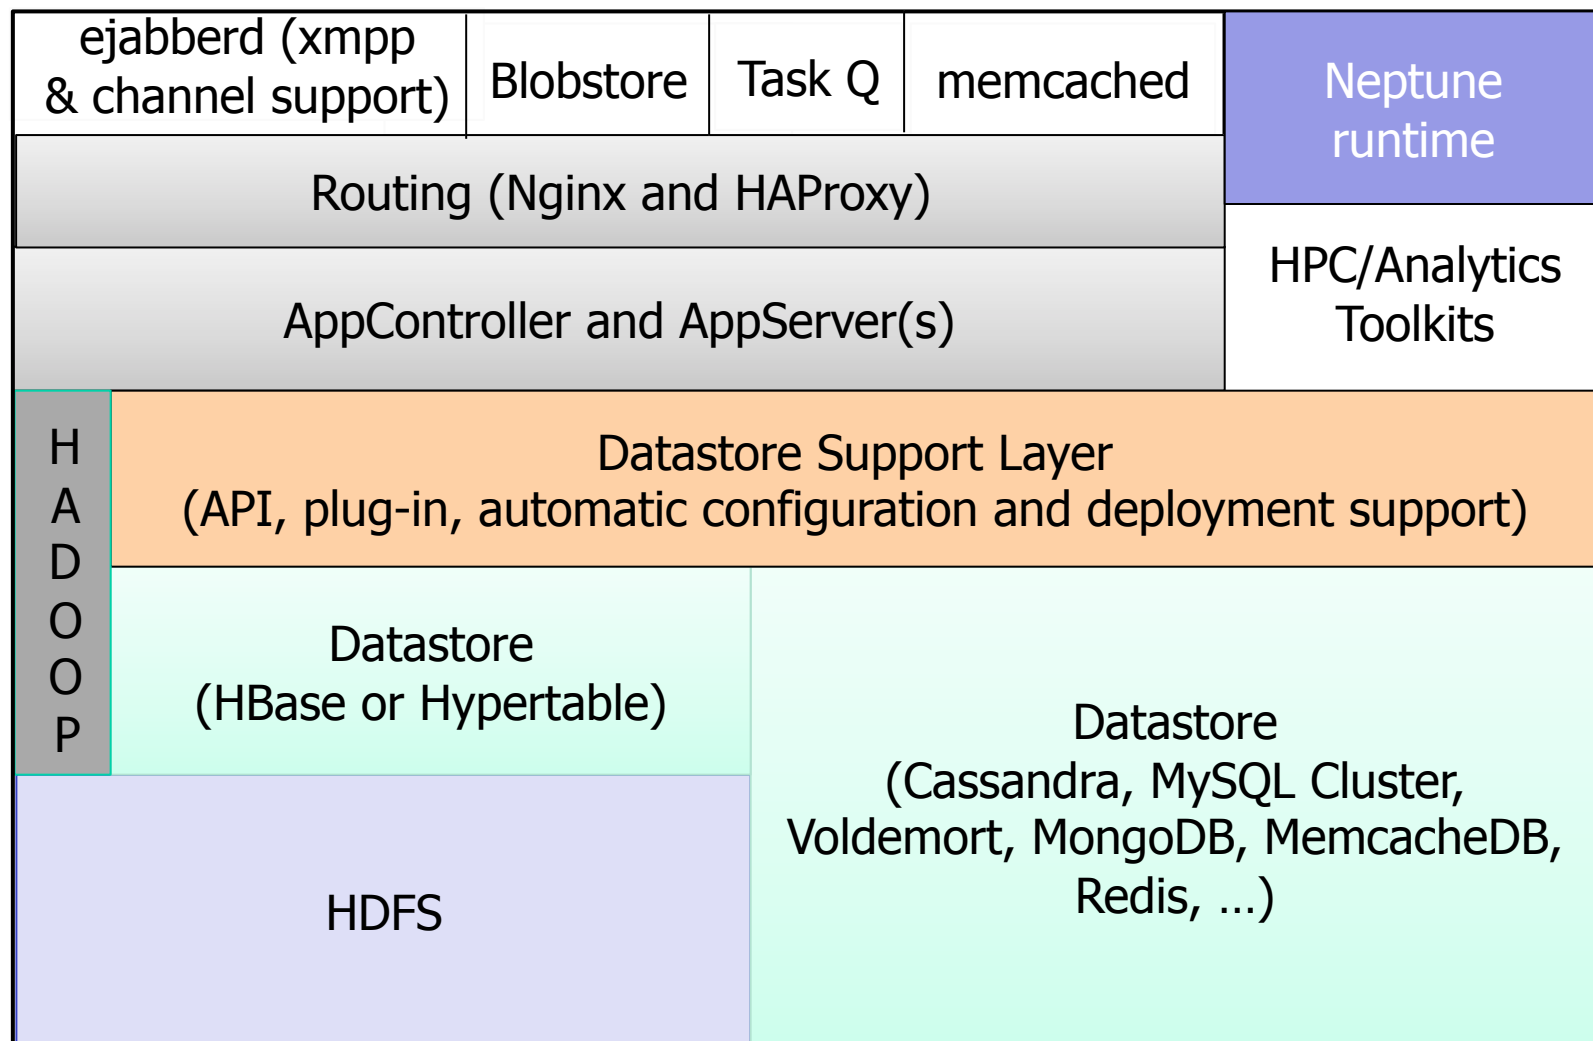 ejabberd (xmpp
& channel support)
Blobstore
Task Q
memcached
Neptune
runtime
Routing (Nginx and HAProxy)
HPC/Analytics
Toolkits
AppController and AppServer(s)
H
A
D
O
O
P
Datastore Support Layer
(API, plug-in, automatic configuration and deployment support)
Datastore
(HBase or Hypertable)
Datastore
(Cassandra, MySQL Cluster,
Voldemort, MongoDB, MemcacheDB,
Redis, ...)
HDFS